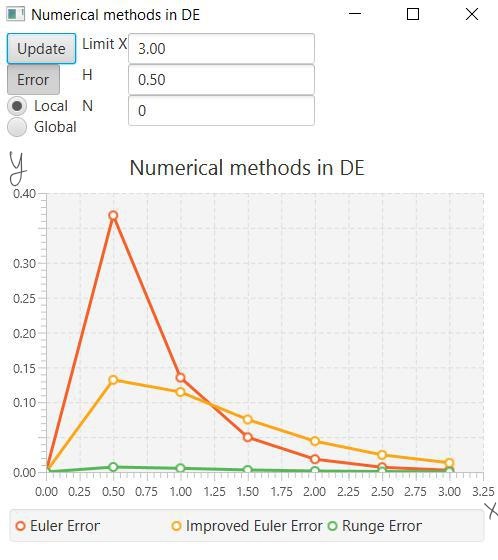 Numerical methods in DE
Update Limit X 3.00
Error H 0.50
Local N 0
Global
y
Numerical methods in DE
0.40
0.30
0.25
0.20
0.15
0.10
0.00
0.00 0.25 0.50 0.75 1.00 1.25 1.50 1.75 2.00 2.25 2.50 2.75 3.00 3.25
x
Euler Error Improved Euler Error Runge Error